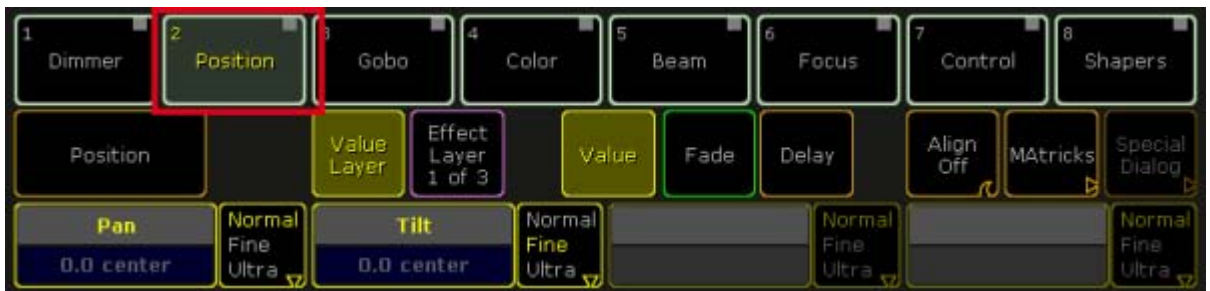 1 Dimmer
2 Position
3 Gobo
4 Color
5 Beam
6 Focus
7 Control
8 Shapers
Position
Value
Layer
Effect
Layer
1 of 3
Value
Fade
Delay
Align
Off
MAtricks
Special
Dialog
Pan
0.0 center
Normal
Fine
Ultra
Tilt
0.0 center
Normal
Fine
Ultra
Normal
Fine
Ultra
Normal
Fine
Ultra